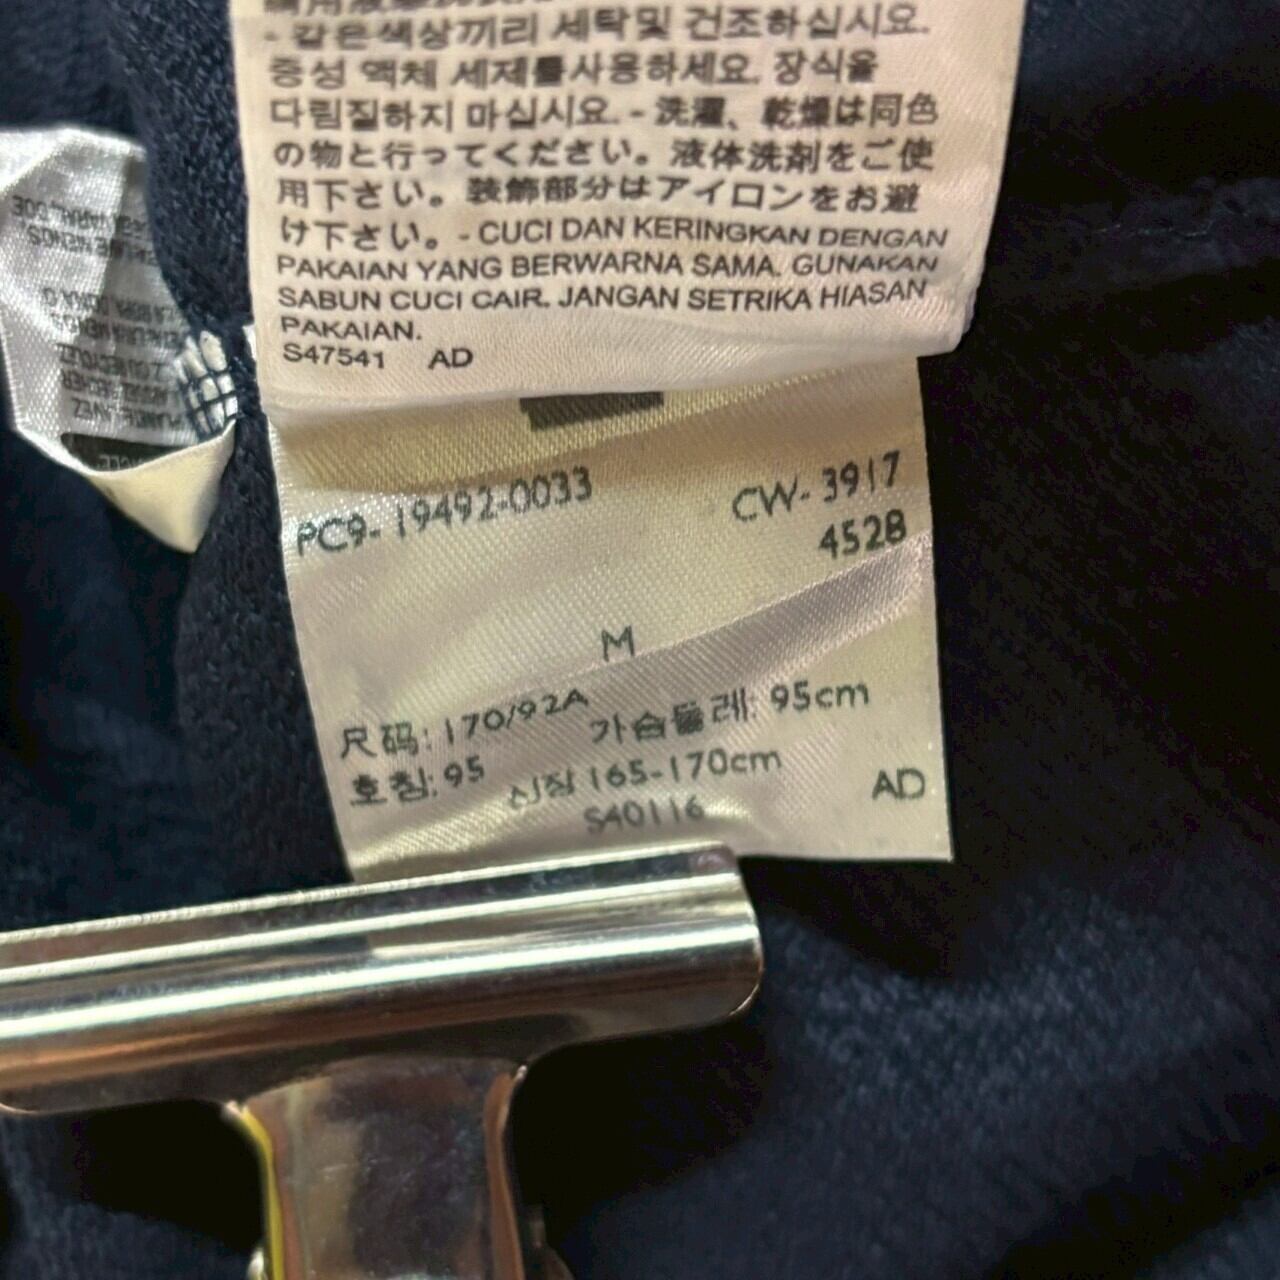 - 같은색상끼리 세탁및 건조하십시요.
중성 액체 세제를사용하세요. 장식을
다림질하지 마십시요. - 洗濯、乾燥は同色
の物と行ってください。液体洗剤をご使
用下さい。装飾部分はアイロンをお避
け下さい。- CUCI DAN KERINGKAN DENGAN
PAKAIAN YANG BERWARNA SAMA. GUNAKAN
SABUN CUCI CAIR. JANGAN SETRIKA HIASAN
PAKAIAN.
S47541 AD
PC9- 19492-0033 CW- 3917
4528
M
尺码: 170/92A 가슴둘레: 95cm
호칭: 95 신장 165-170cm
S40116 AD